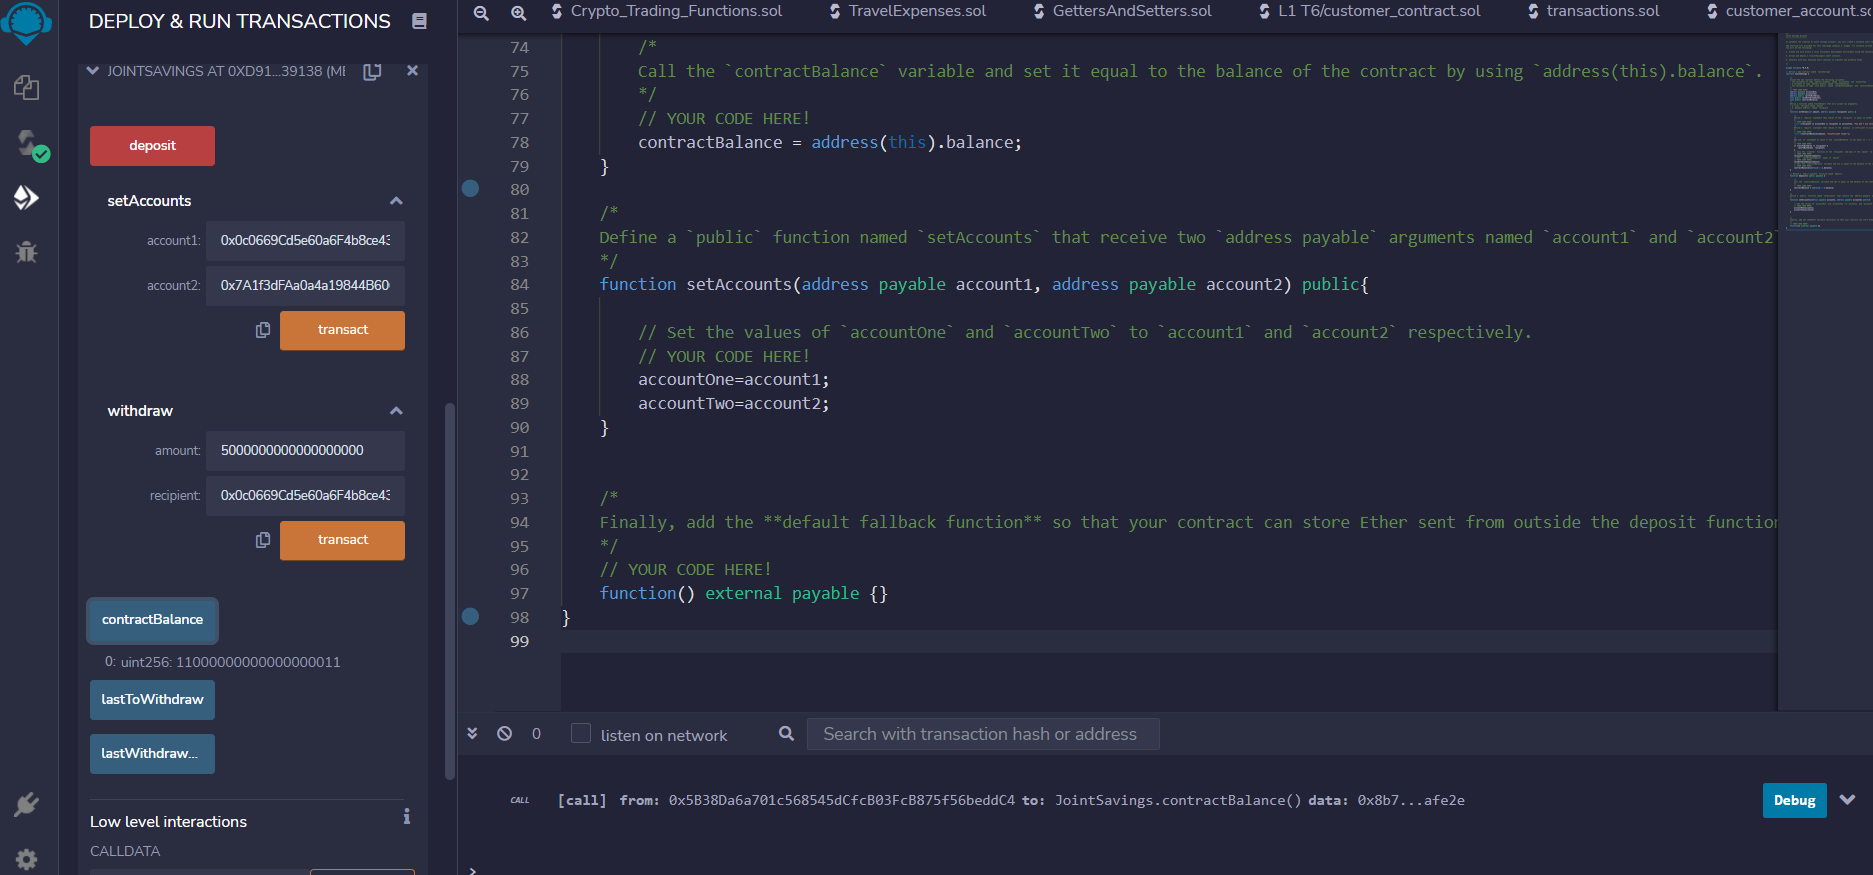 DEPLOY & RUN TRANSACTIONS
JOINTSAVINGS AT 0XD91...39138 (ME
deposit
setAccounts
account1: 0x0c0669Cd5e60a6F4b8ce43
account2: 0x7A1f3dFAa0a4a19844B60
transact
withdraw
amount: 5000000000000000000
recipient: 0x0c0669Cd5e60a6F4b8ce43
transact
contractBalance
0: uint256: 11000000000000000011
lastToWithdraw
lastWithdraw...
Low level interactions
CALLDATA
Crypto_Trading_Functions.sol TravelExpenses.sol GettersAndSetters.sol L1 T6/customer_contract.sol transactions.sol customer_account.so
74 /*
75 Call the `contractBalance` variable and set it equal to the balance of the contract by using `address(this).balance`.
76 */
77 // YOUR CODE HERE!
78 contractBalance = address(this).balance;
79 }
80
81 /*
82 Define a `public` function named `setAccounts` that receive two `address payable` arguments named `account1` and `account2
83 */
84 function setAccounts(address payable account1, address payable account2) public{
85
86 // Set the values of `accountOne` and `accountTwo` to `account1` and `account2` respectively.
87 // YOUR CODE HERE!
88 accountOne=account1;
89 accountTwo=account2;
90 }
91
92
93 /*
94 Finally, add the **default fallback function** so that your contract can store Ether sent from outside the deposit function
95 */
96 // YOUR CODE HERE!
97 function() external payable {}
98 }
99
0 listen on network Search with transaction hash or address
CALL [call] from: 0x5B38Da6a701c568545dCfcB03FcB875f56beddC4 to: JointSavings.contractBalance() data: 0x8b7...afe2e Debug
>